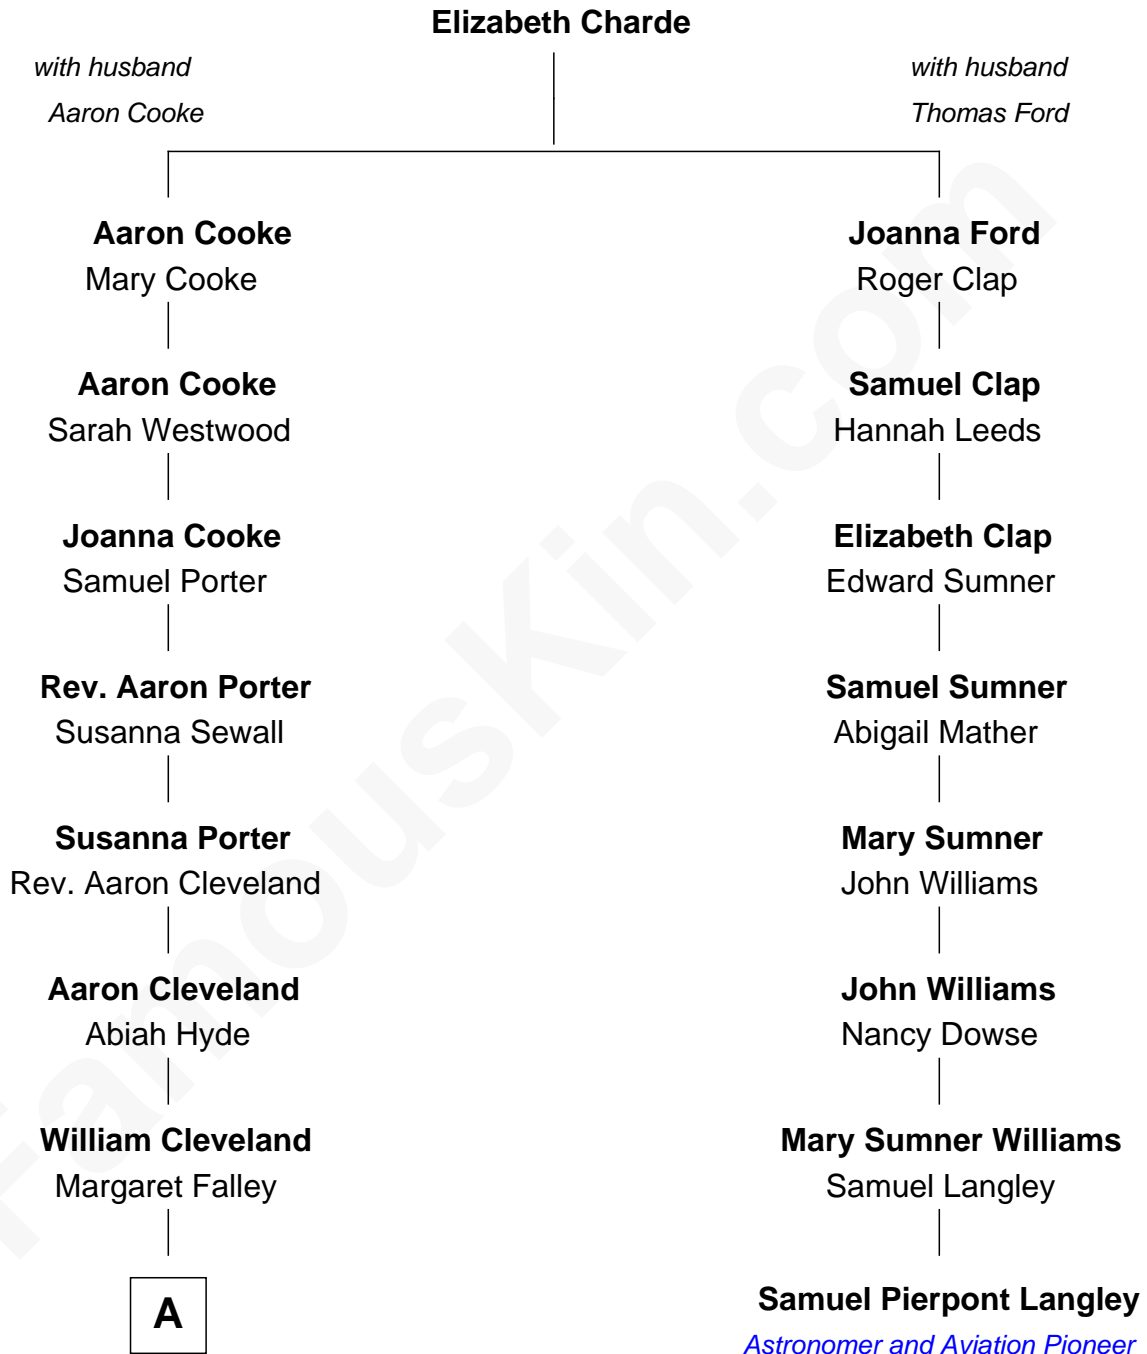 Elizabeth Charde
with husband
Aaron Cooke
with husband
Thomas Ford
Aaron Cooke
Mary Cooke
Joanna Ford
Roger Clap
Aaron Cooke
Sarah Westwood
Samuel Clap
Hannah Leeds
Joanna Cooke
Samuel Porter
Elizabeth Clap
Edward Sumner
Rev. Aaron Porter
Susanna Sewall
Samuel Sumner
Abigail Mather
Susanna Porter
Rev. Aaron Cleveland
Mary Sumner
John Williams
Aaron Cleveland
Abiah Hyde
John Williams
Nancy Dowse
William Cleveland
Margaret Falley
Mary Sumner Williams
Samuel Langley
A
Samuel Pierpont Langley
Astronomer and Aviation Pioneer
FamousKin.com